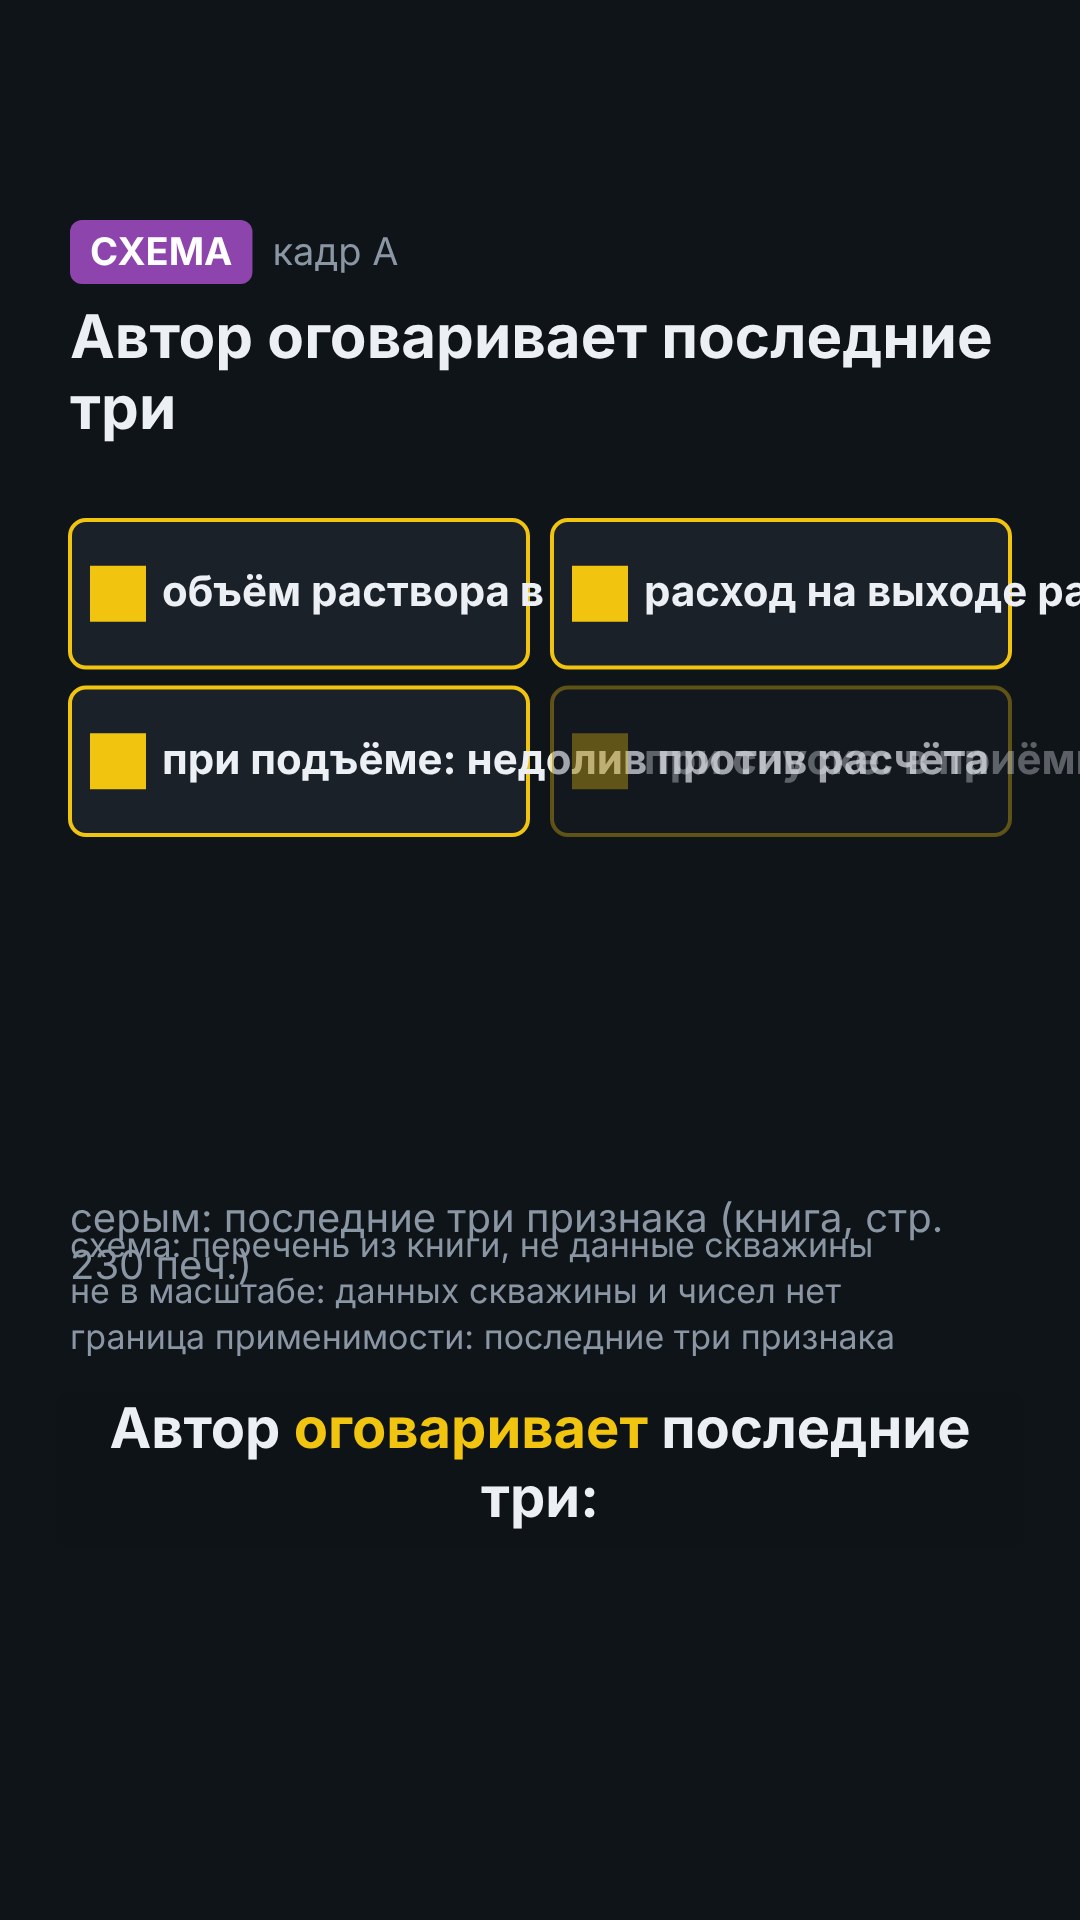 СХЕМА кадр А
Автор оговаривает последние
три
объём раствора в
расход на выходе ра
при подъёме: недолив против расчёта
серым: последние три признака (книга, стр.
230 печ.)
схема: перечень из книги, не данные скважины
не в масштабе: данных скважины и чисел нет
граница применимости: последние три признака
Автор оговаривает последние
три: